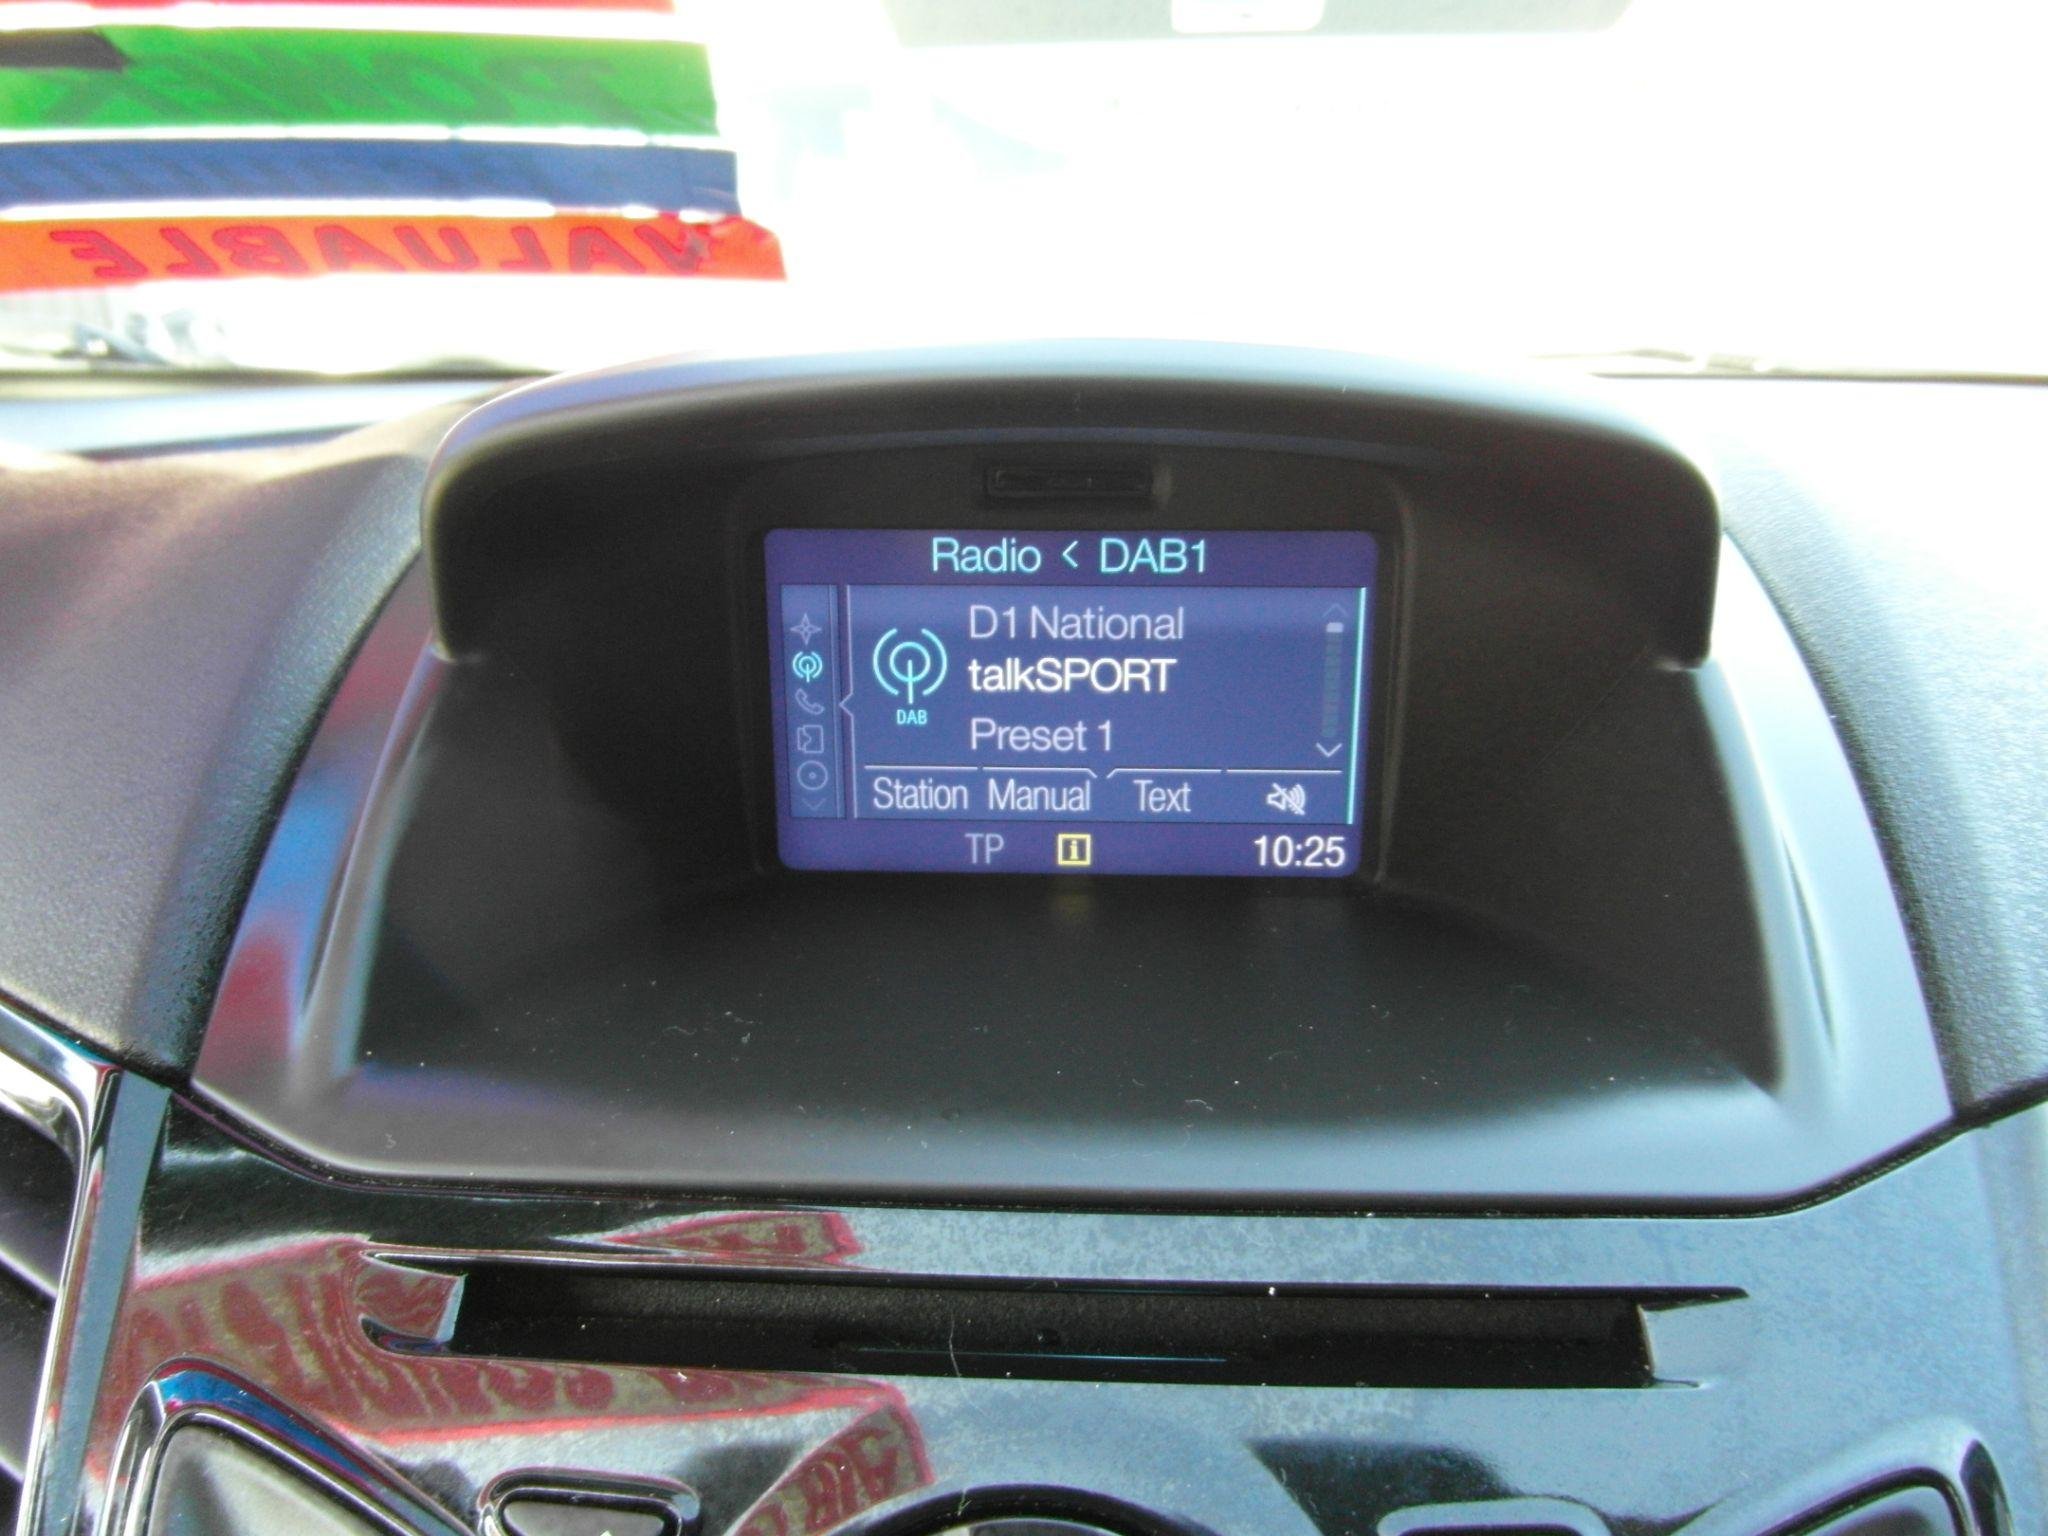 VALUABLE
Radio < DAB1
D1 National
talkSPORT
DAB
Preset 1
Station Manual Text
TP i 10:25